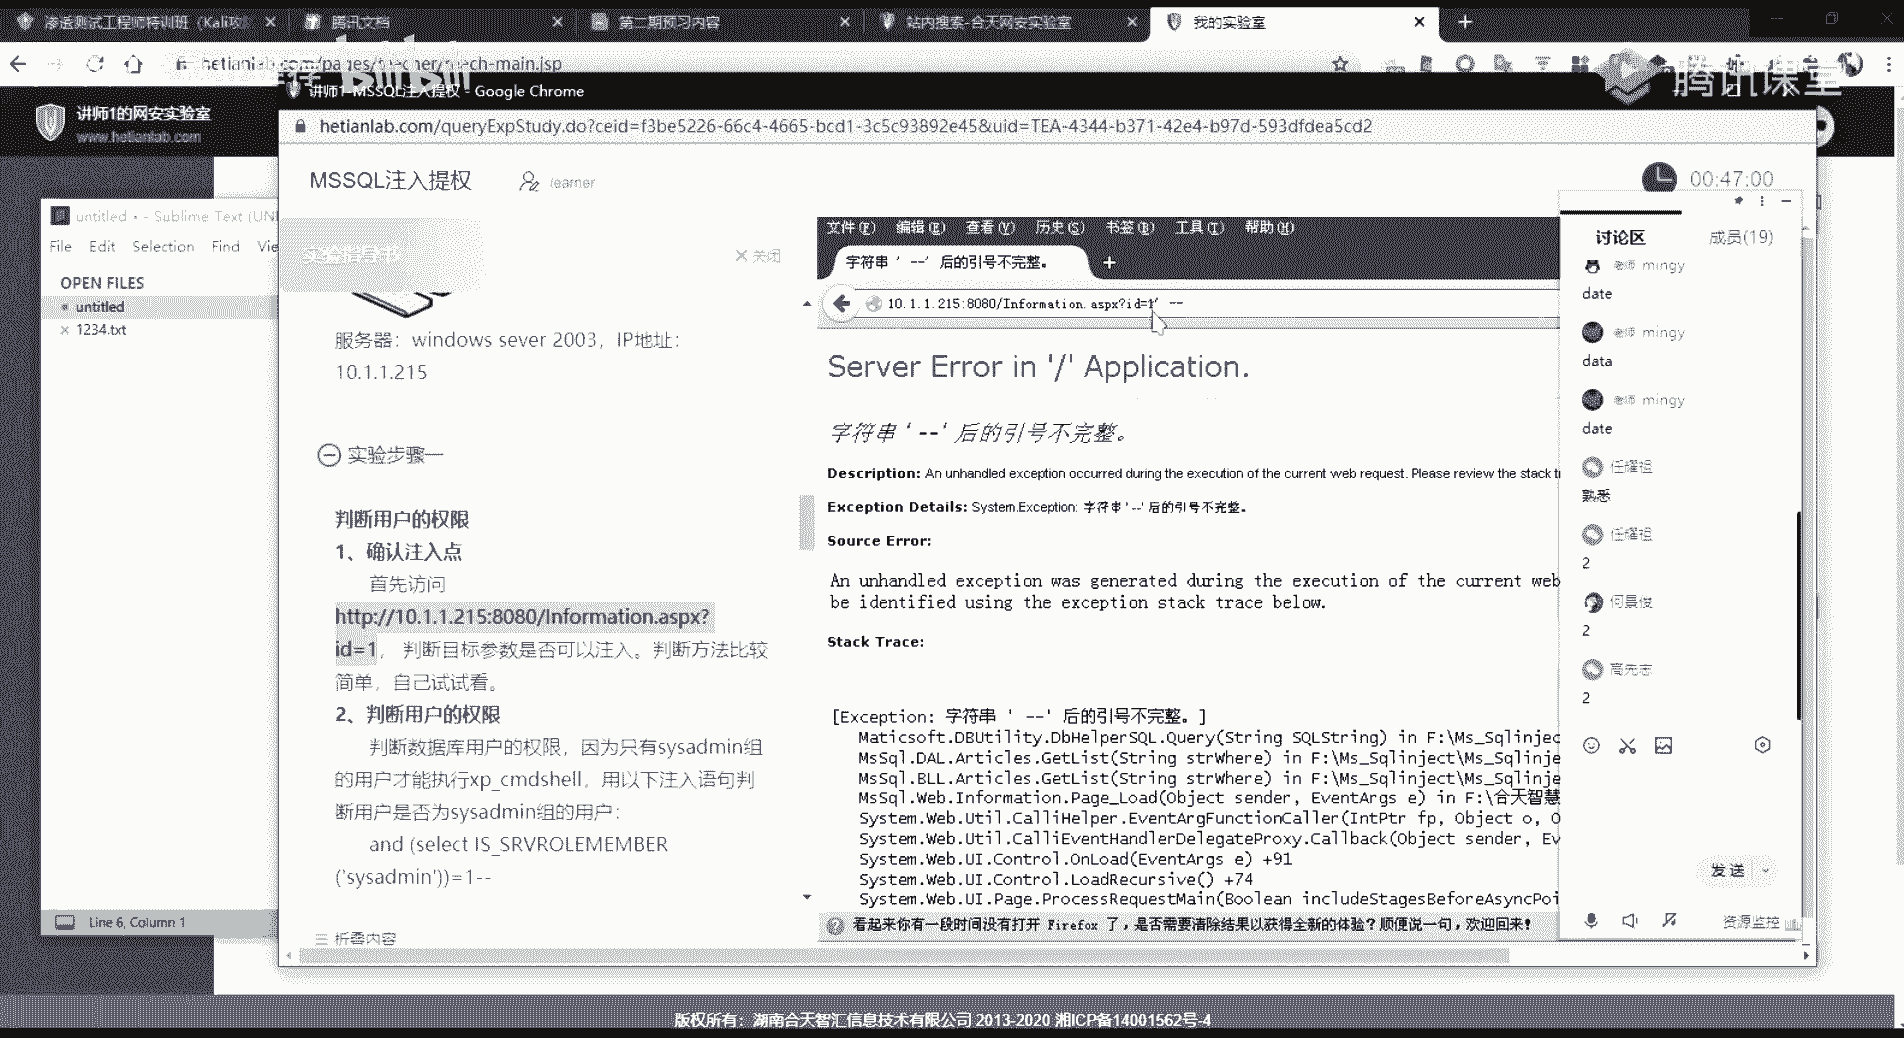 渗透测试工程师特训班（Kali攻
腾讯文档
第二期预习内容
站内搜索-合天网安实验室
我的实验室
hetianlab.com/pages/teacher/tech-main.jsp
腾讯课堂
讲师1的网安实验室
www.hetianlab.com
讲师1-MSSQL注入提权 - Google Chrome
hetianlab.com/queryExpStudy.do?ceid=f3be5226-66c4-4665-bcd1-3c5c93892e45&uid=TEA-4344-b371-42e4-b97d-593dfdea5cd2
MSSQL注入提权
learner
00:47:00
untitled • - Sublime Text (UN
File Edit Selection Find Vie
OPEN FILES
untitled
1234.txt
Line 6, Column 1
实验指导书
关闭
服务器：windows sever 2003，IP地址：
10.1.1.215
实验步骤一
判断用户的权限
1、确认注入点
首先访问
http://10.1.1.215:8080/Information.aspx?
id=1， 判断目标参数是否可以注入。判断方法比较
简单，自己试试看。
2、判断用户的权限
判断数据库用户的权限，因为只有sysadmin组
的用户才能执行xp_cmdshell，用以下注入语句判
断用户是否为sysadmin组的用户：
and (select IS_SRVROLEMEMBER
('sysadmin'))=1--
折叠内容
文件(F) 编辑(E) 查看(V) 历史(S) 书签(B) 工具(T) 帮助(H)
字符串 ' --' 后的引号不完整。
10.1.1.215:8080/Information.aspx?id=1' --
Server Error in '/' Application.
字符串 ' --' 后的引号不完整。
Description: An unhandled exception occurred during the execution of the current web request. Please review the stack t
Exception Details: System.Exception: 字符串 ' --' 后的引号不完整。
Source Error:
An unhandled exception was generated during the execution of the current web
be identified using the exception stack trace below.
Stack Trace:
[Exception: 字符串 ' --' 后的引号不完整。]
Maticsoft.DBUtility.DbHelperSQL.Query(String SQLString) in F:\Ms_Sqlinjec
MsSql.DAL.Articles.GetList(String strWhere) in F:\Ms_Sqlinject\Ms_Sqlinje
MsSql.BLL.Articles.GetList(String strWhere) in F:\Ms_Sqlinject\Ms_Sqlinje
MsSql.Web.Information.Page_Load(Object sender, EventArgs e) in F:\合天智慧
System.Web.Util.CalliHelper.EventArgFunctionCaller(IntPtr fp, Object o, O
System.Web.Util.CalliEventHandlerDelegateProxy.Callback(Object sender, Ev
System.Web.UI.Control.OnLoad(EventArgs e) +91
System.Web.UI.Control.LoadRecursive() +74
System.Web.UI.Page.ProcessRequestMain(Boolean includeStagesBeforeAsyncPoi
看起来你有一段时间没有打开 Firefox 了，是否需要清除结果以获得全新的体验？顺便说一句，欢迎回来！
讨论区
成员(19)
老师 mingy
date
老师 mingy
data
老师 mingy
date
任耀祖
熟悉
任耀祖
2
何景俊
2
高先志
2
发送
资源监控
版权所有：湖南合天智汇信息技术有限公司 2013-2020 湘ICP备14001562号-4